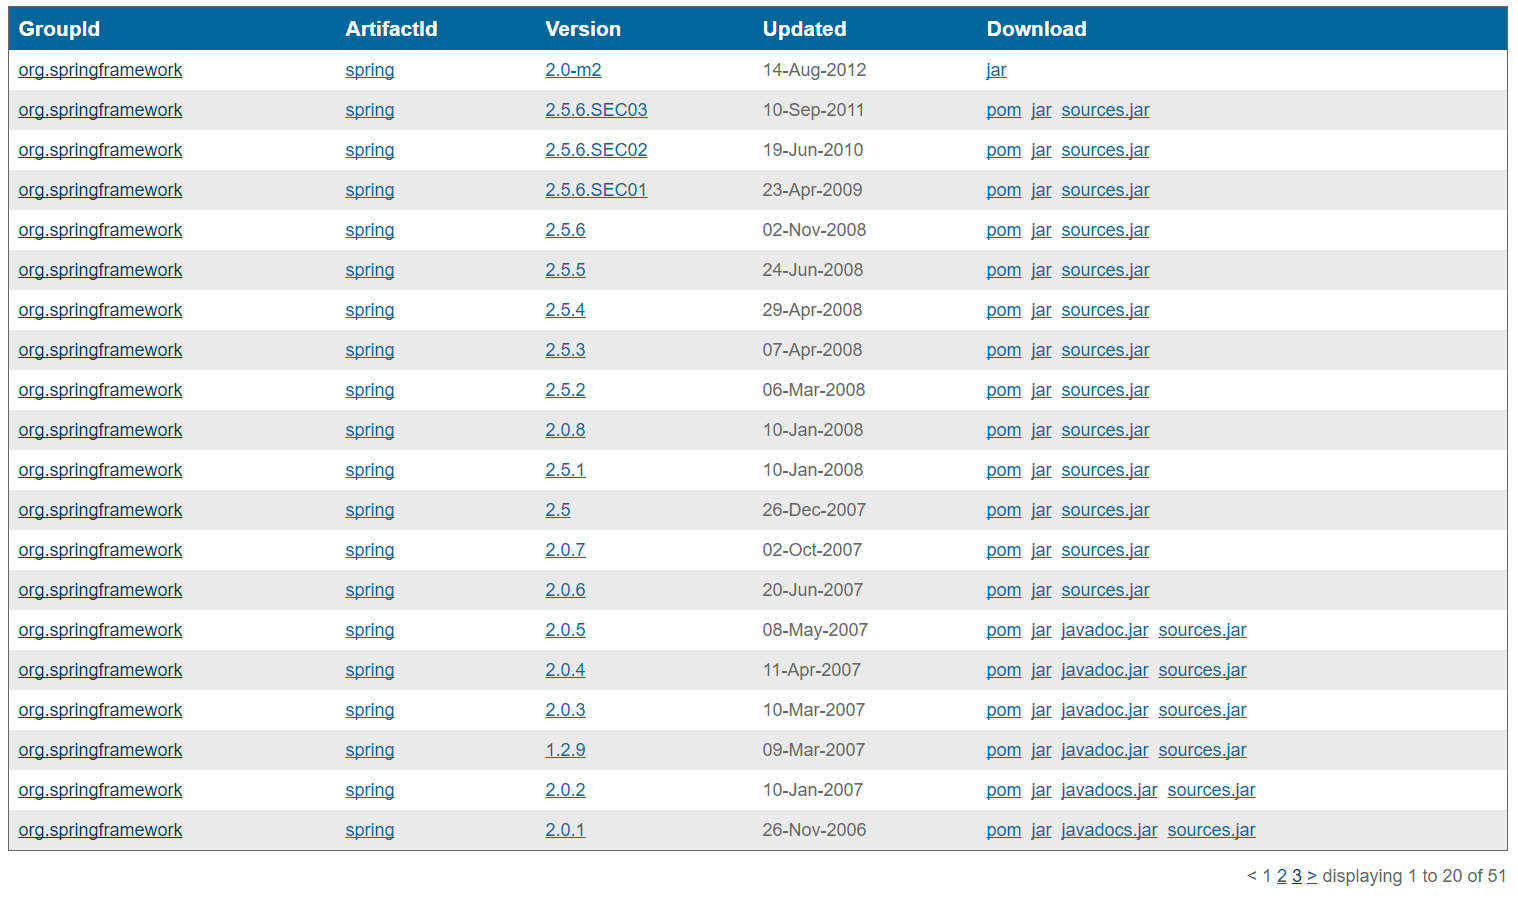 GroupId ArtifactId Version Updated Download
org.springframework spring 2.0-m2 14-Aug-2012 jar
org.springframework spring 2.5.6.SEC03 10-Sep-2011 pom jar sources.jar
org.springframework spring 2.5.6.SEC02 19-Jun-2010 pom jar sources.jar
org.springframework spring 2.5.6.SEC01 23-Apr-2009 pom jar sources.jar
org.springframework spring 2.5.6 02-Nov-2008 pom jar sources.jar
org.springframework spring 2.5.5 24-Jun-2008 pom jar sources.jar
org.springframework spring 2.5.4 29-Apr-2008 pom jar sources.jar
org.springframework spring 2.5.3 07-Apr-2008 pom jar sources.jar
org.springframework spring 2.5.2 06-Mar-2008 pom jar sources.jar
org.springframework spring 2.0.8 10-Jan-2008 pom jar sources.jar
org.springframework spring 2.5.1 10-Jan-2008 pom jar sources.jar
org.springframework spring 2.5 26-Dec-2007 pom jar sources.jar
org.springframework spring 2.0.7 02-Oct-2007 pom jar sources.jar
org.springframework spring 2.0.6 20-Jun-2007 pom jar sources.jar
org.springframework spring 2.0.5 08-May-2007 pom jar javadoc.jar sources.jar
org.springframework spring 2.0.4 11-Apr-2007 pom jar javadoc.jar sources.jar
org.springframework spring 2.0.3 10-Mar-2007 pom jar javadoc.jar sources.jar
org.springframework spring 1.2.9 09-Mar-2007 pom jar javadoc.jar sources.jar
org.springframework spring 2.0.2 10-Jan-2007 pom jar javadocs.jar sources.jar
org.springframework spring 2.0.1 26-Nov-2006 pom jar javadocs.jar sources.jar
< 1 2 3 > displaying 1 to 20 of 51